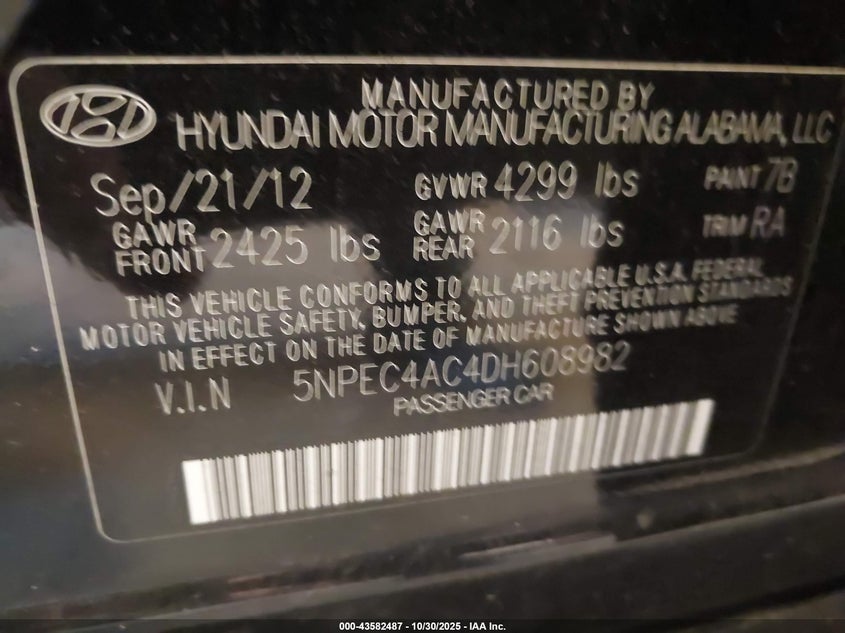 MANUFACTURED BY
HYUNDAI MOTOR MANUFACTURING ALABAMA, LLC
Sep/21/12 GVWR 4299 lbs PAINT 7B
GAWR FRONT 2425 lbs GAWR REAR 2116 lbs TRIM RA
THIS VEHICLE CONFORMS TO ALL APPLICABLE U.S.A. FEDERAL
MOTOR VEHICLE SAFETY, BUMPER, AND THEFT PREVENTION STANDARDS
IN EFFECT ON THE DATE OF MANUFACTURE SHOWN ABOVE
V.I.N 5NPEC4AC4DH608982
PASSENGER CAR
000-43582487 - 10/30/2025 - IAA Inc.